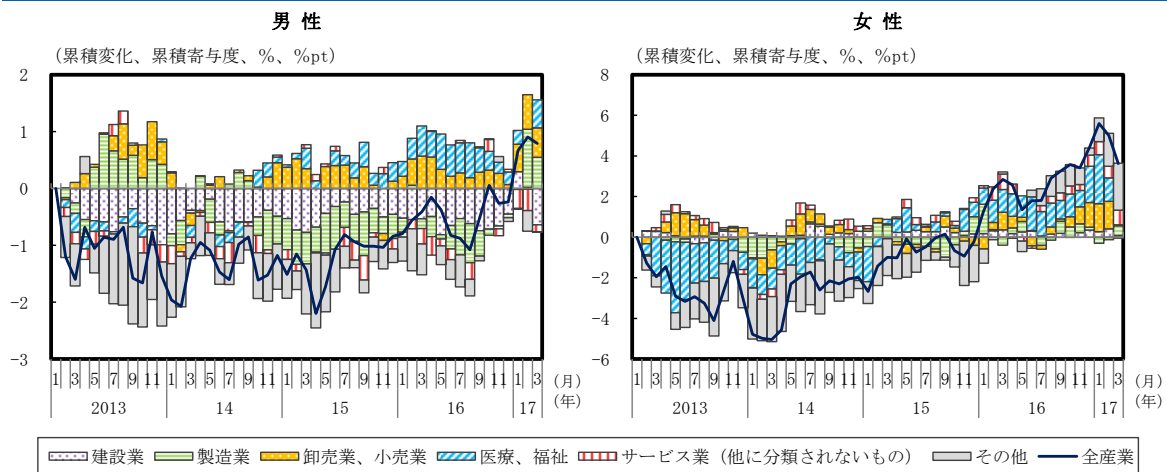 男 性
(累積変化、累積寄与度、%、%pt)
2
1
0
-1
-2
-3
1 3 5 7 9 11 1 3 5 7 9 11 1 3 5 7 9 11 1 3 5 7 9 11 1 3 (月)
2013 14 15 16 17 (年)
女 性
(累積変化、累積寄与度、%、%pt)
8
6
4
2
0
-2
-4
-6
1 3 5 7 9 11 1 3 5 7 9 11 1 3 5 7 9 11 1 3 5 7 9 11 1 3 (月)
2013 14 15 16 17 (年)
建設業 製造業 卸売業、小売業 医療、福祉 サービス業(他に分類されないもの) その他 全産業